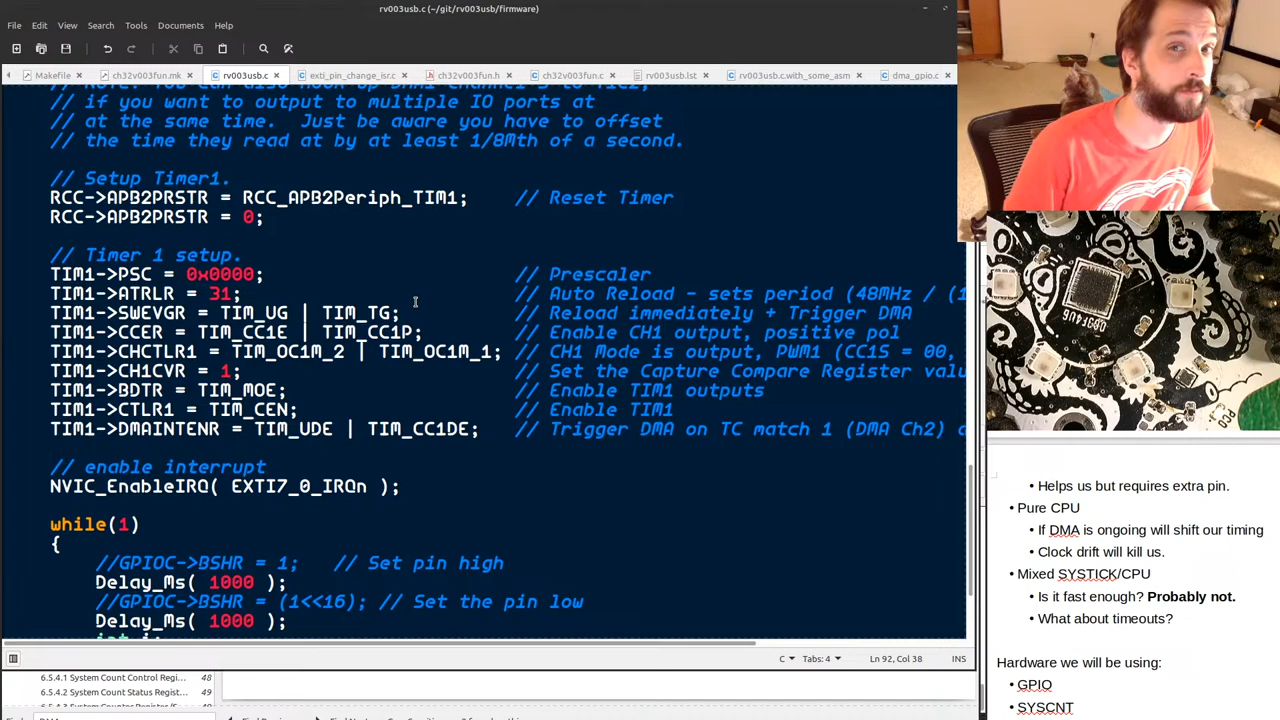 rv003usb.c (~/git/rv003usb/firmware)
File Edit View Search Tools Documents Help
Makefile ch32v003fun.mk rv003usb.c exti_pin_change_isr.c ch32v003fun.h ch32v003fun.c rv003usb.lst rv003usb.c.with_some_asm dma_gpio.c
// if you want to output to multiple IO ports at
// at the same time. Just be aware you have to offset
// the time they read at by at least 1/8Mth of a second.
// Setup Timer1.
RCC->APB2PRSTR = RCC_APB2Periph_TIM1; // Reset Timer
RCC->APB2PRSTR = 0;
// Timer 1 setup.
TIM1->PSC = 0x0000; // Prescaler
TIM1->ATRLR = 31; // Auto Reload - sets period (48MHz / (1
TIM1->SWEVGR = TIM_UG | TIM_TG; // Reload immediately + Trigger DMA
TIM1->CCER = TIM_CC1E | TIM_CC1P; // Enable CH1 output, positive pol
TIM1->CHCTLR1 = TIM_OC1M_2 | TIM_OC1M_1; // CH1 Mode is output, PWM1 (CC1S = 00,
TIM1->CH1CVR = 1; // Set the Capture Compare Register valu
TIM1->BDTR = TIM_MOE; // Enable TIM1 outputs
TIM1->CTLR1 = TIM_CEN; // Enable TIM1
TIM1->DMAINTENR = TIM_UDE | TIM_CC1DE; // Trigger DMA on TC match 1 (DMA Ch2)
// enable interrupt
NVIC_EnableIRQ( EXTI7_0_IRQn );
while(1)
{
//GPIOC->BSHR = 1; // Set pin high
Delay_Ms( 1000 );
//GPIOC->BSHR = (1<<16); // Set the pin low
Delay_Ms( 1000 );
C Tabs: 4 Ln 92, Col 38 INS
6.5.4.1 System Count Control Regi... 48
6.5.4.2 System Count Status Regist... 49
DMA
• Helps us but requires extra pin.
• Pure CPU
• If DMA is ongoing will shift our timing
• Clock drift will kill us.
• Mixed SYSTICK/CPU
• Is it fast enough? Probably not.
• What about timeouts?
Hardware we will be using:
• GPIO
• SYSCNT